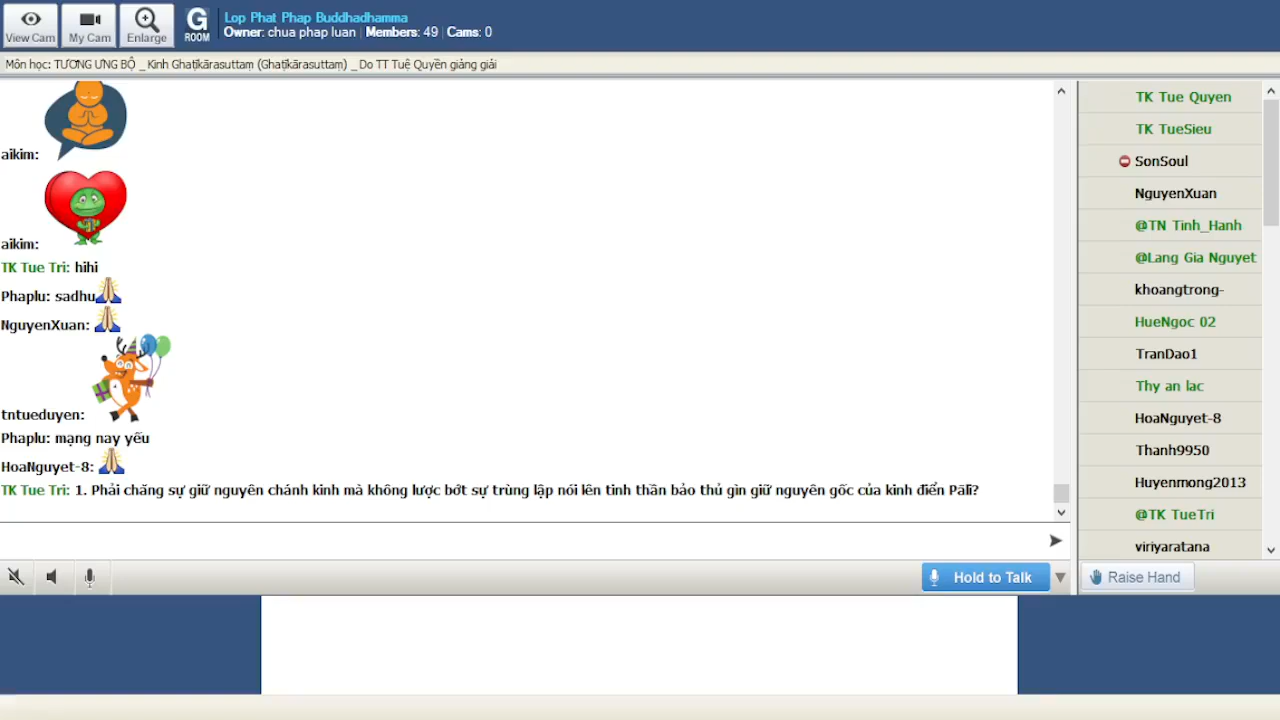 View Cam
My Cam
Enlarge
G
ROOM
Lop Phat Phap Buddhadhamma
Owner: chua phap luan | Members: 49 | Cams: 0
Môn học: TƯƠNG ƯNG BỘ _ Kinh Ghaṭikārasuttaṃ (Ghaṭikārasuttaṃ) _ Do TT Tuệ Quyền giảng giải
aikim:
aikim:
TK Tue Tri: hihi
Phaplu: sadhu
NguyenXuan:
tntueduyen:
Phaplu: mạng nay yếu
HoaNguyet-8:
TK Tue Tri: 1. Phải chăng sự giữ nguyên chánh kinh mà không lược bớt sự trùng lập nói lên tinh thần bảo thủ gìn giữ nguyên gốc của kinh điển Pāli?
TK Tue Quyen
TK TueSieu
SonSoul
NguyenXuan
@TN Tinh_Hanh
@Lang Gia Nguyet
khoangtrong-
HueNgoc 02
TranDao1
Thy an lac
HoaNguyet-8
Thanh9950
Huyenmong2013
@TK TueTri
viriyaratana
Hold to Talk
Raise Hand